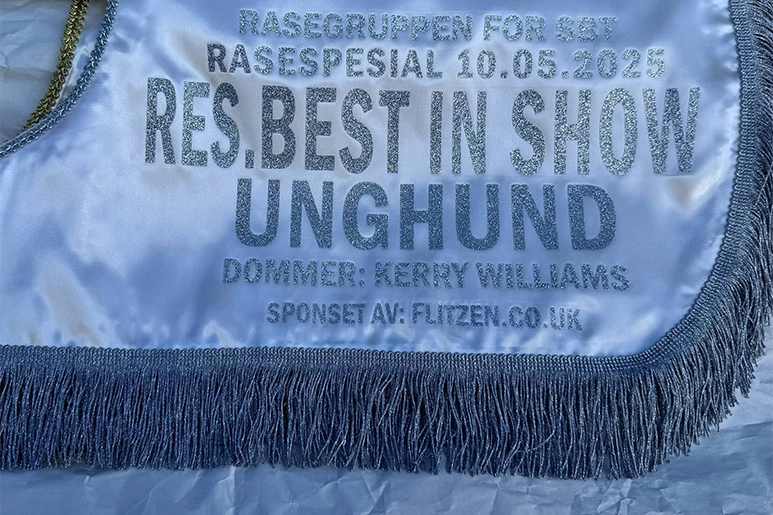 RASEGRUPPEN FOR SBT
RASESPESIAL 10.05.2025
RES.BEST IN SHOW
UNGHUND
DOMMER: KERRY WILLIAMS
SPONSET AV: FLITZEN.CO.UK